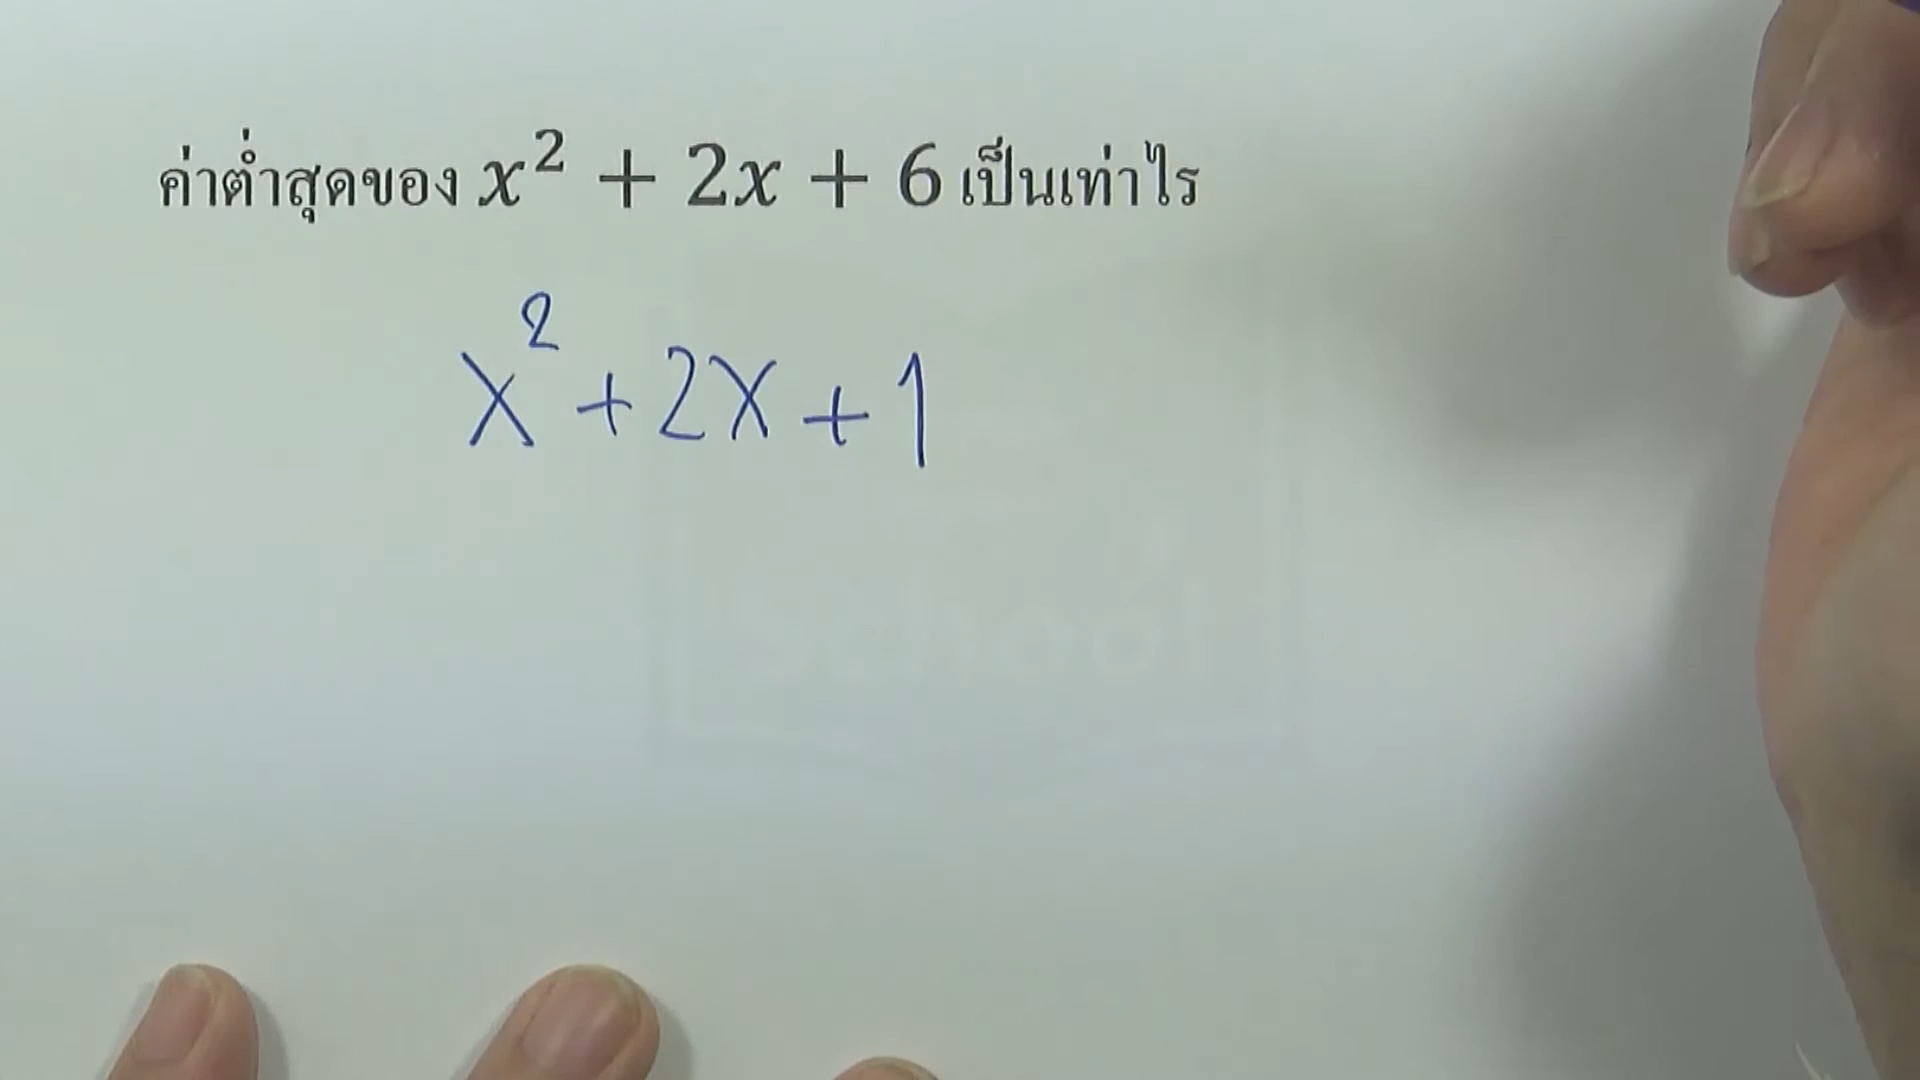 ค่าต่ำสุดของ x² + 2x + 6 เป็นเท่าไร
x² + 2x + 1
school